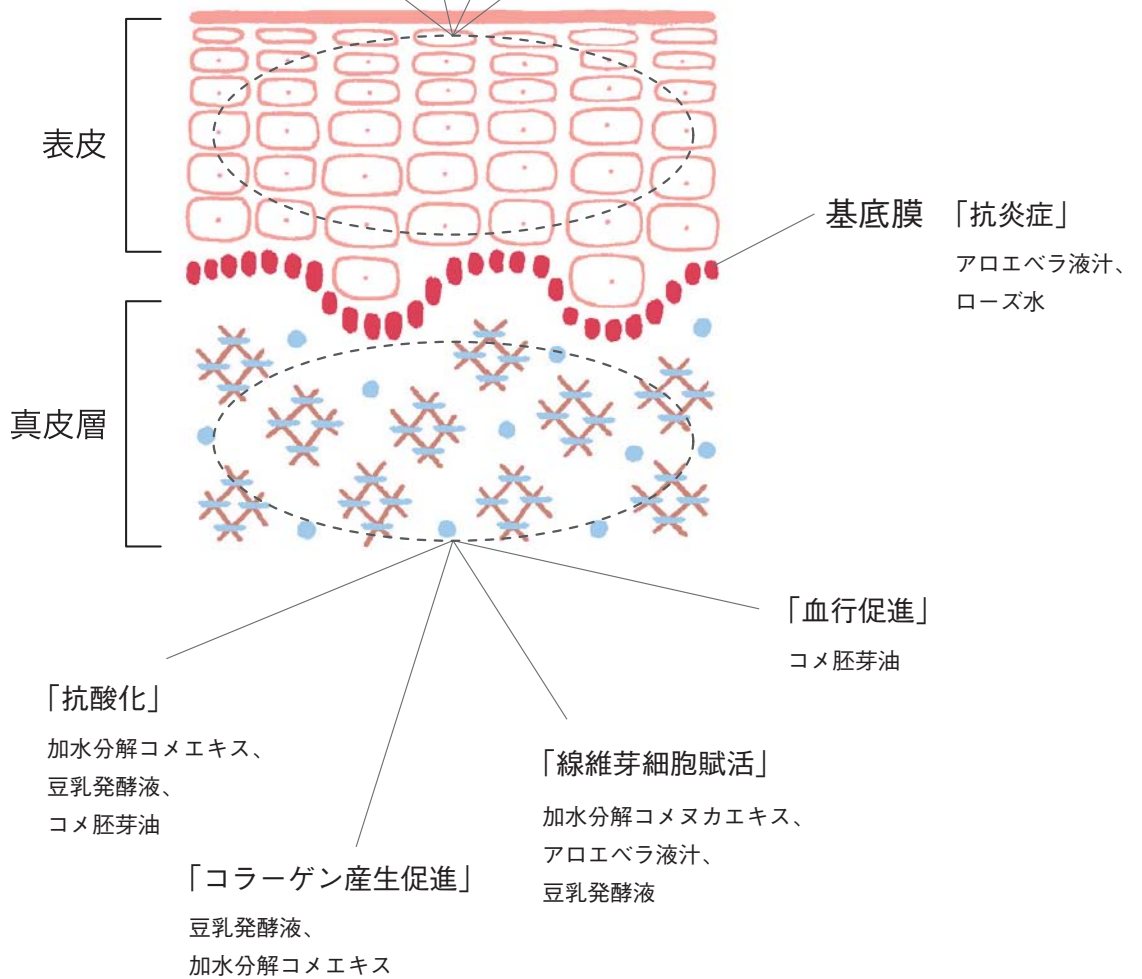 表皮
基底膜 「抗炎症」
アロエベラ液汁、
ローズ水
真皮層
「血行促進」
コメ胚芽油
「抗酸化」
加水分解コメエキス、
豆乳発酵液、
コメ胚芽油
「線維芽細胞賦活」
加水分解コメヌカエキス、
アロエベラ液汁、
豆乳発酵液
「コラーゲン産生促進」
豆乳発酵液、
加水分解コメエキス